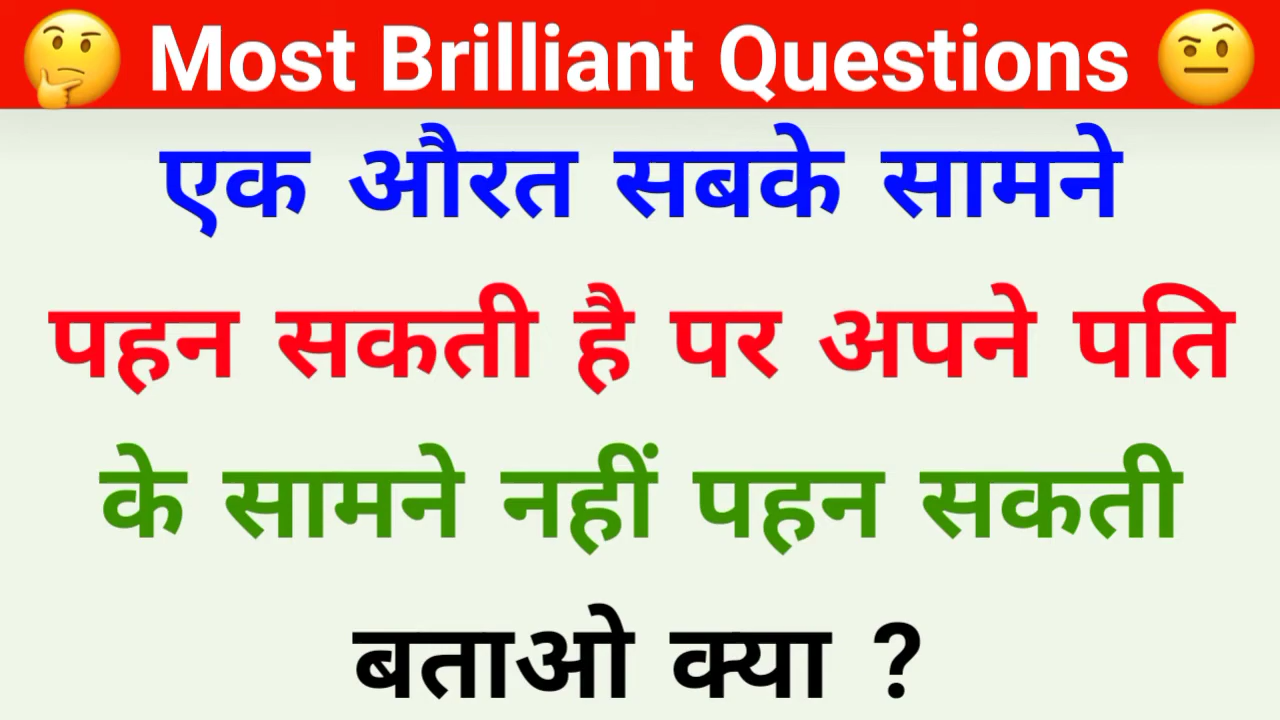 Most Brilliant Questions
एक औरत सबके सामने
पहन सकती है पर अपने पति
के सामने नहीं पहन सकती
बताओ क्या ?